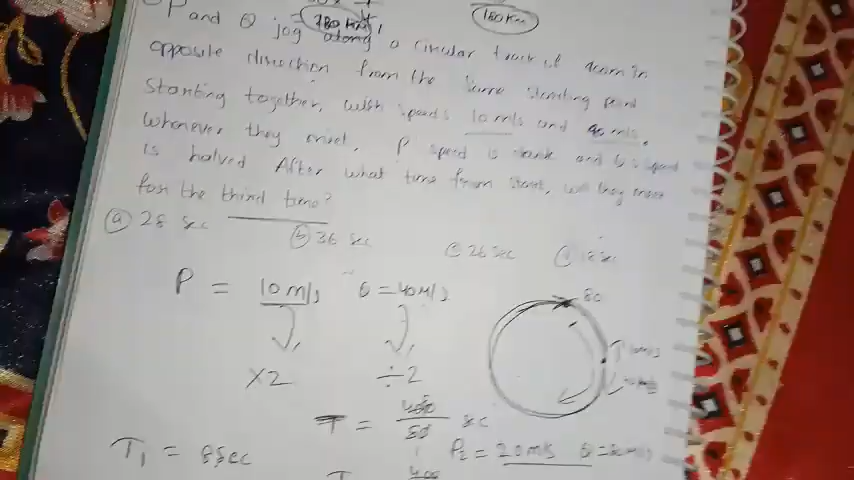 180 km
P and Q jog along a circular track of
opposite direction from the same starting point
starting together, with speeds 10 m/s and 40 m/s.
whenever they meet, P speed is and speed
is halved After what time from start, will they meet
for the third time?
(a) 28 sec (b) 36 sec (c) 26 sec (d)
P = 10 m/s Q = 40 M/s
×2 ÷2
T = 400/50 sec
T1 = 8 sec
P2 = 20 m/s
400